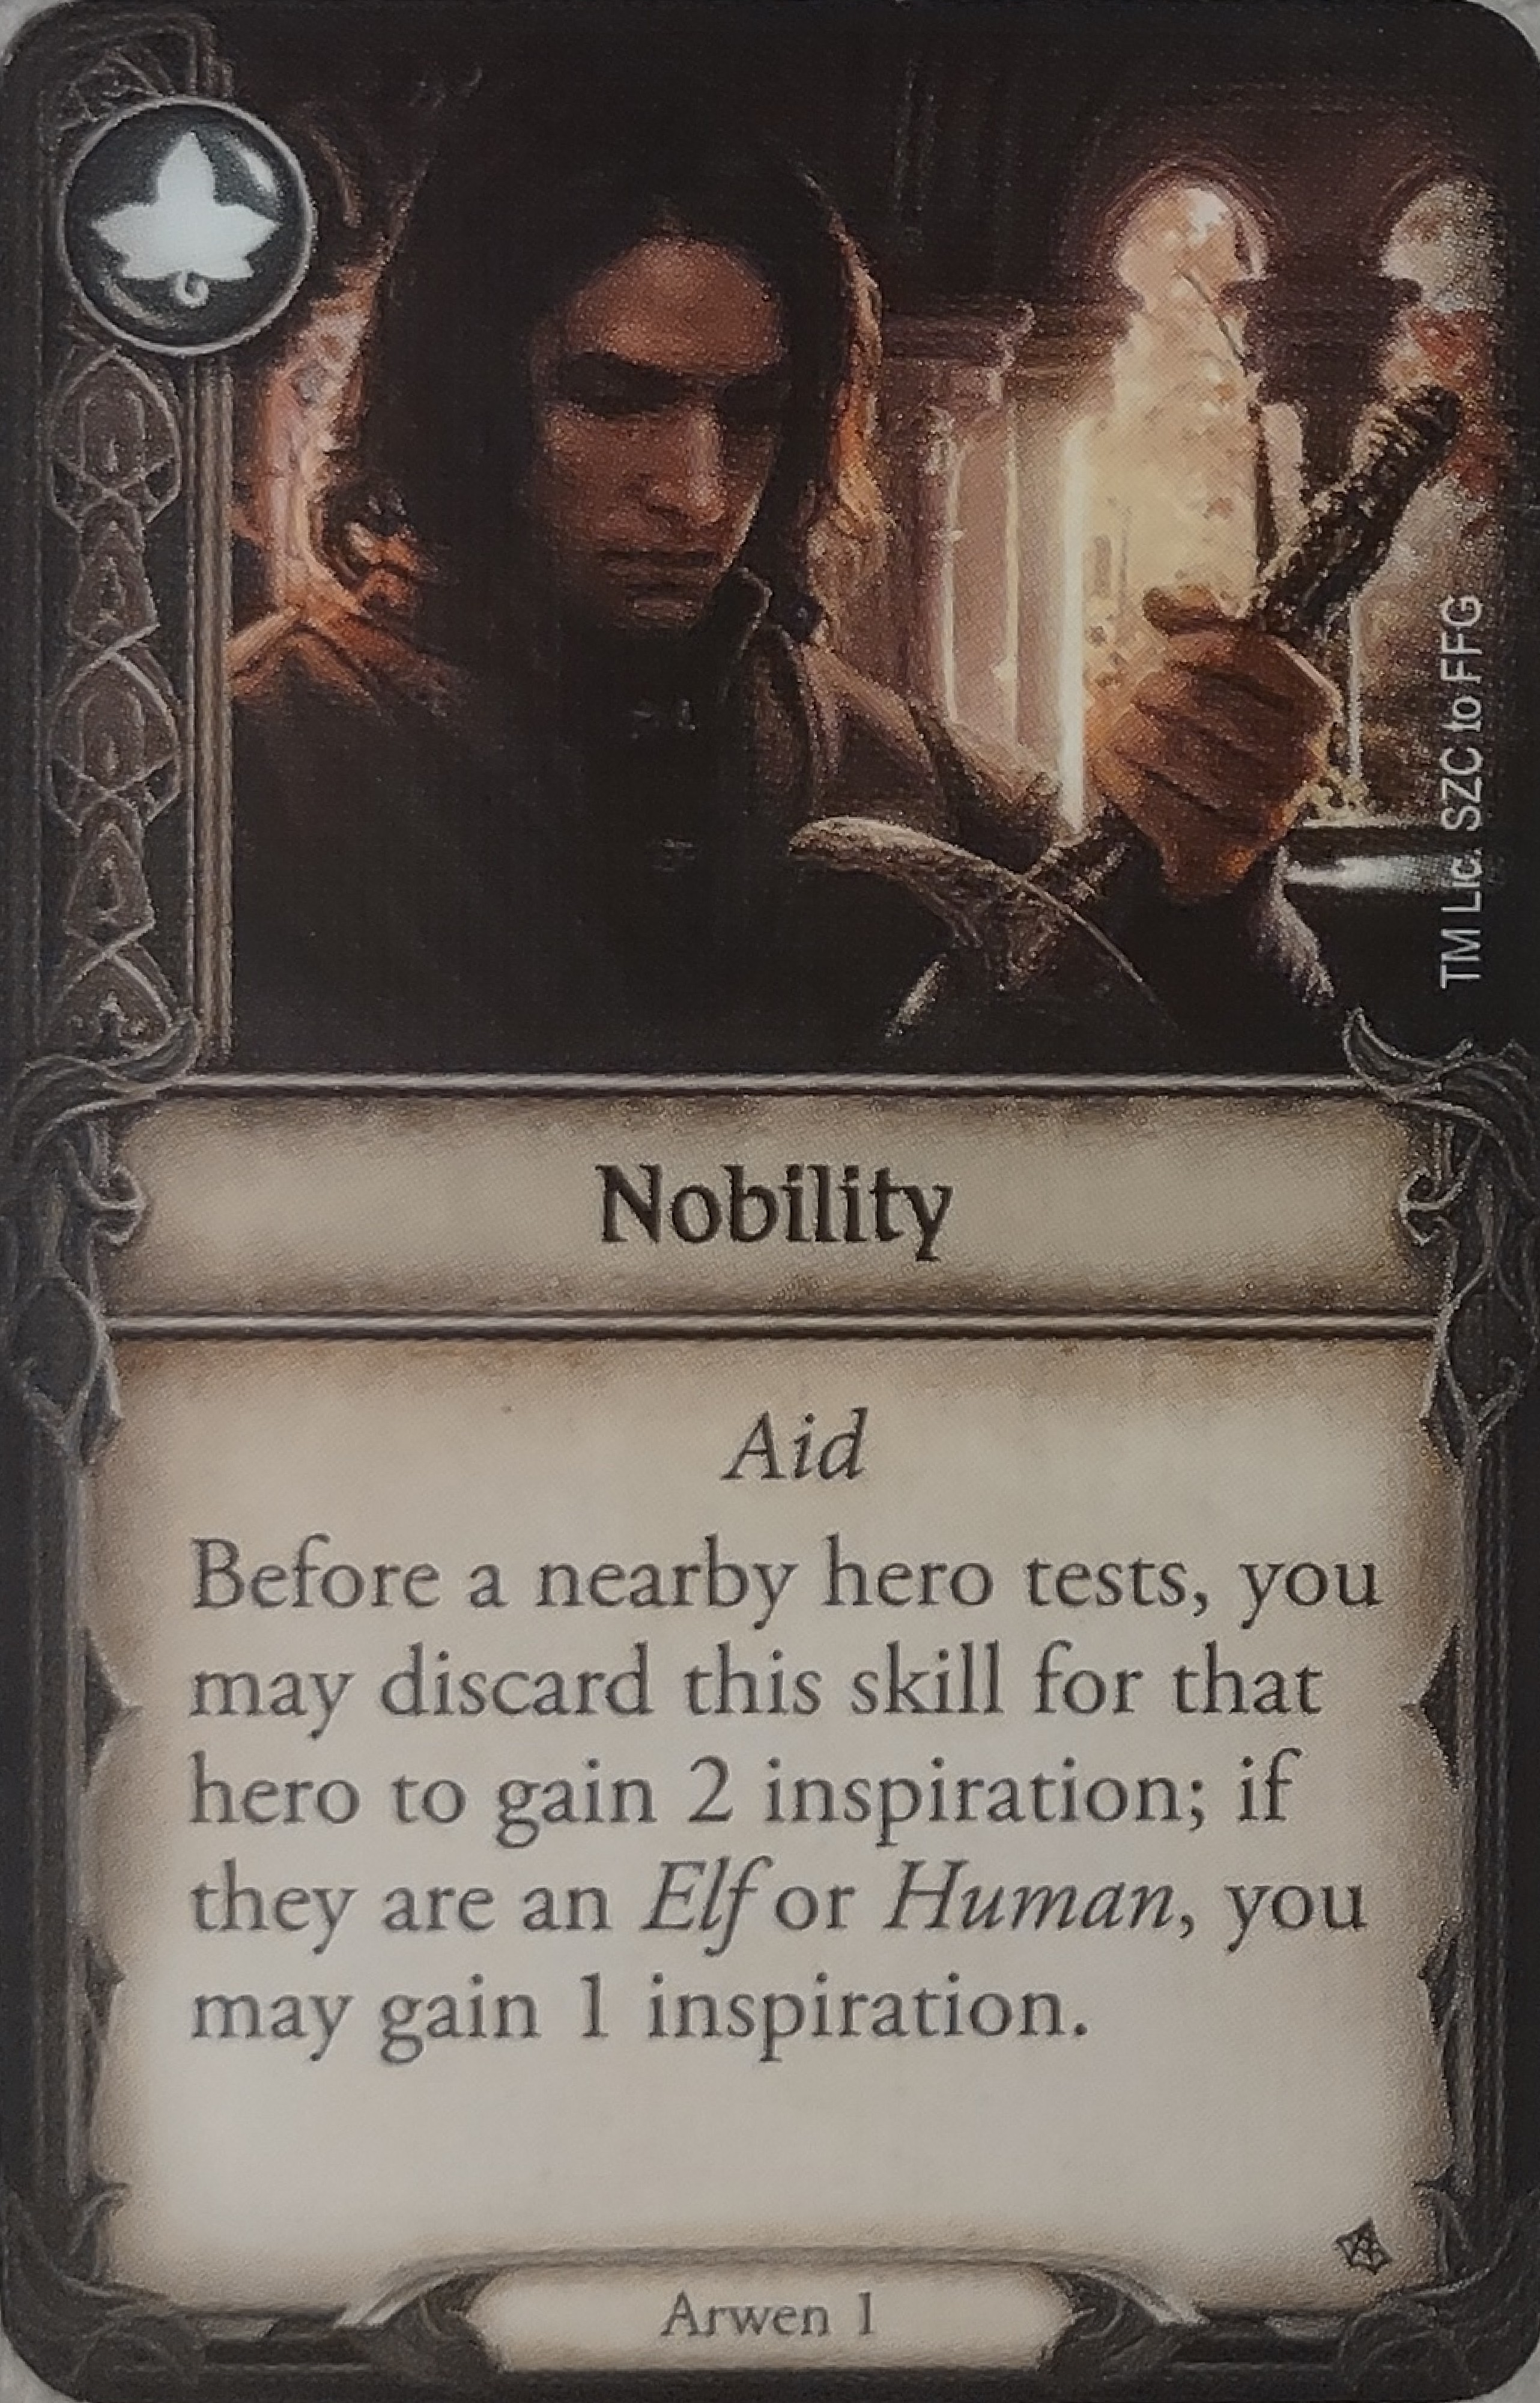 TM Lic. SZC to FFG
Nobility
Aid
Before a nearby hero tests, you
may discard this skill for that
hero to gain 2 inspiration; if
they are an Elf or Human, you
may gain 1 inspiration.
Arwen 1